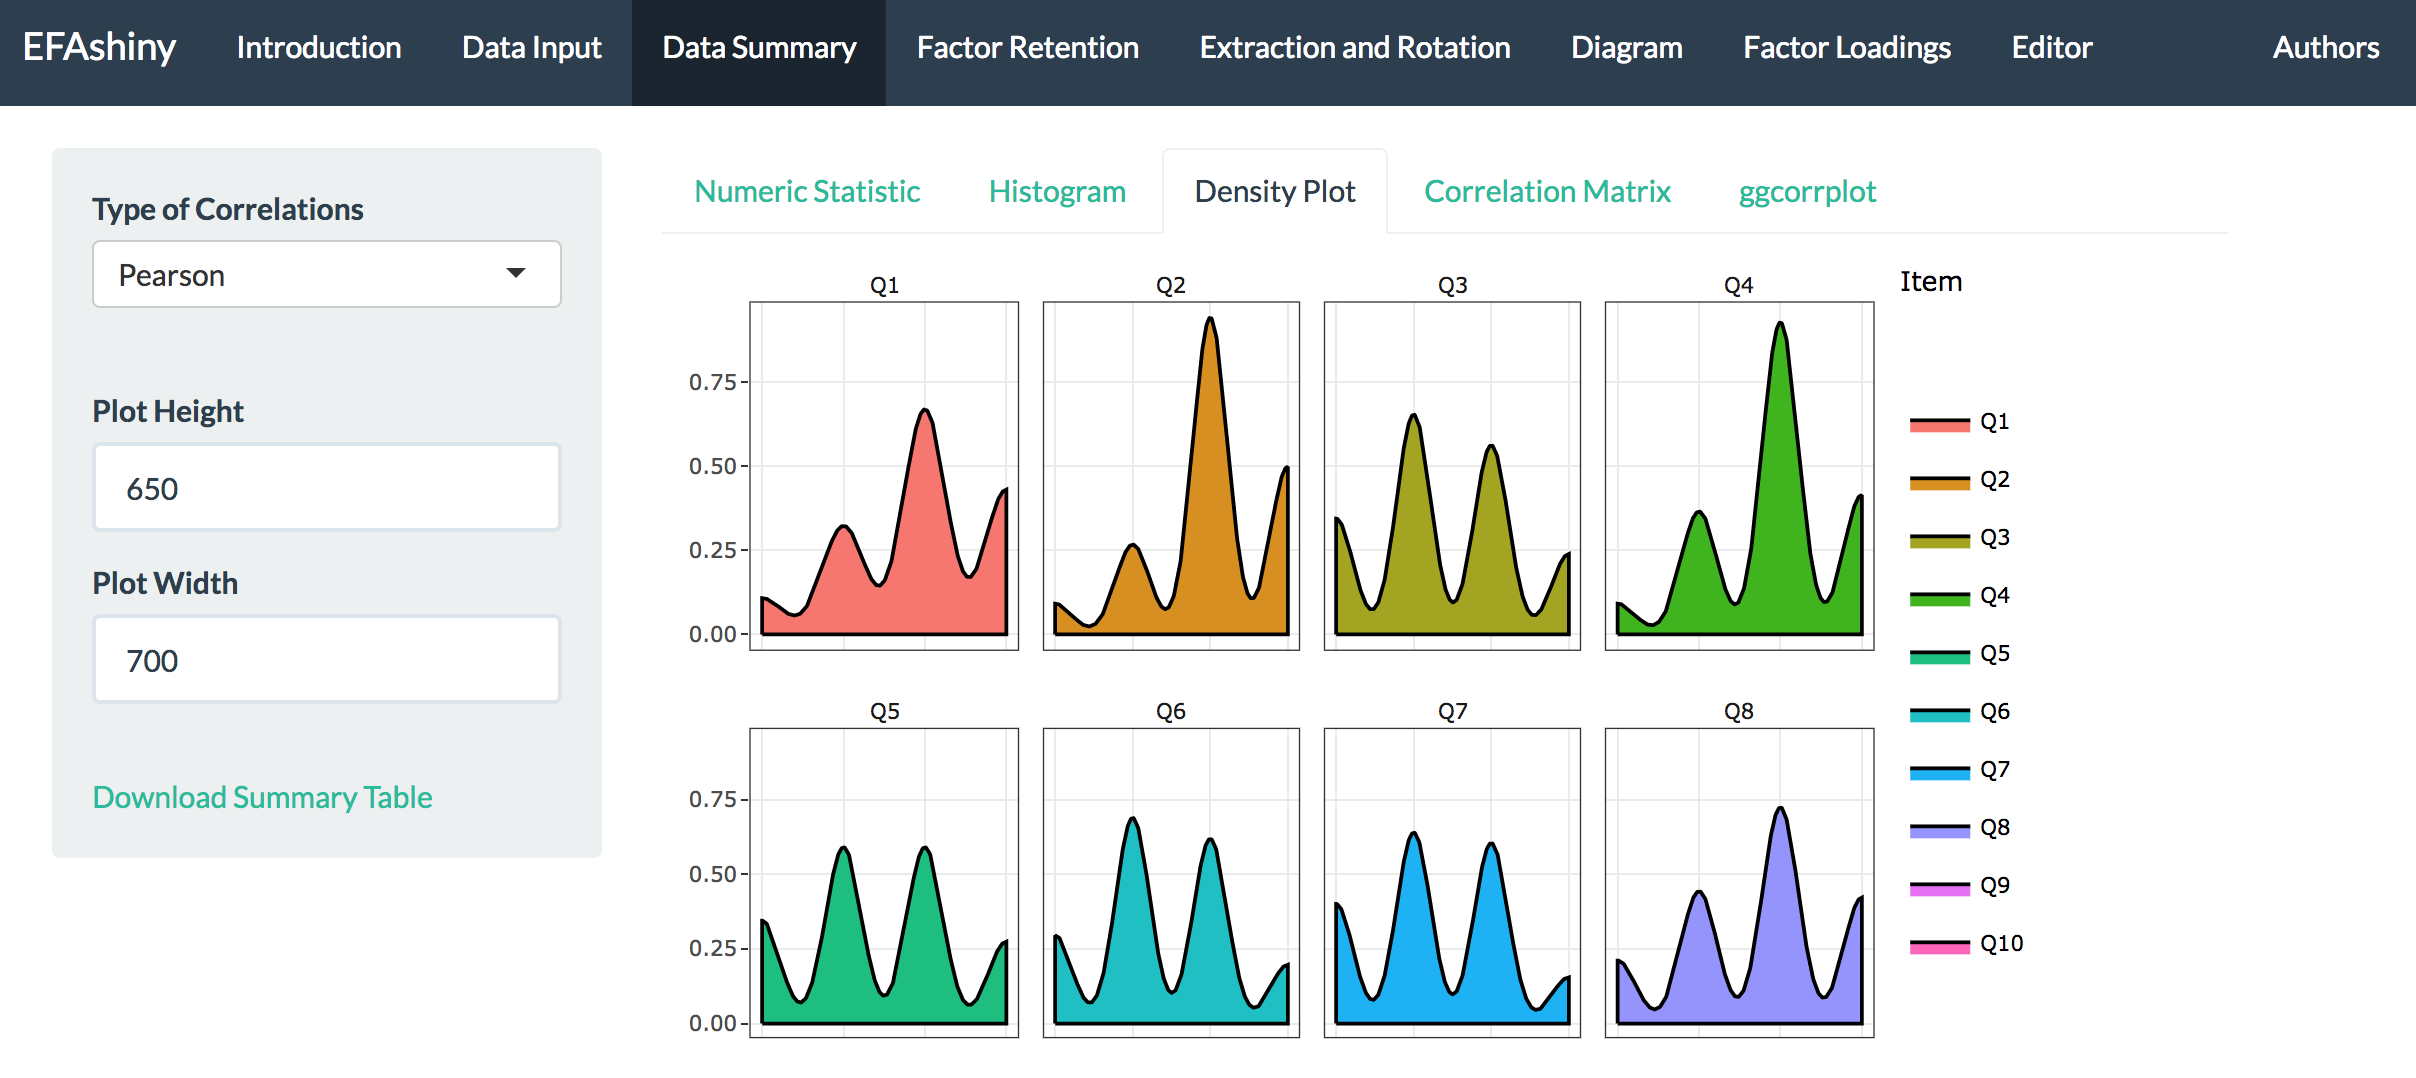 EFAshiny Introduction Data Input Data Summary Factor Retention Extraction and Rotation Diagram Factor Loadings Editor Authors
Type of Correlations
Pearson
Plot Height
650
Plot Width
700
Download Summary Table
Numeric Statistic Histogram Density Plot Correlation Matrix ggcorrplot
Q1 Q2 Q3 Q4
0.75
0.50
0.25
0.00
Q5 Q6 Q7 Q8
0.75
0.50
0.25
0.00
Item
Q1
Q2
Q3
Q4
Q5
Q6
Q7
Q8
Q9
Q10